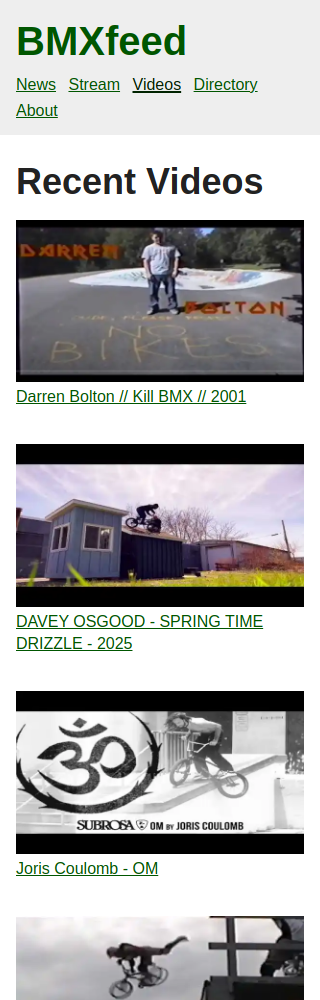 BMXfeed
News Stream Videos Directory
About
Recent Videos
DARREN
BOLTON
NO
BIKES
Darren Bolton // Kill BMX // 2001
DAVEY OSGOOD - SPRING TIME
DRIZZLE - 2025
ॐ
SUBROSA OM BY JORIS COULOMB
Joris Coulomb - OM